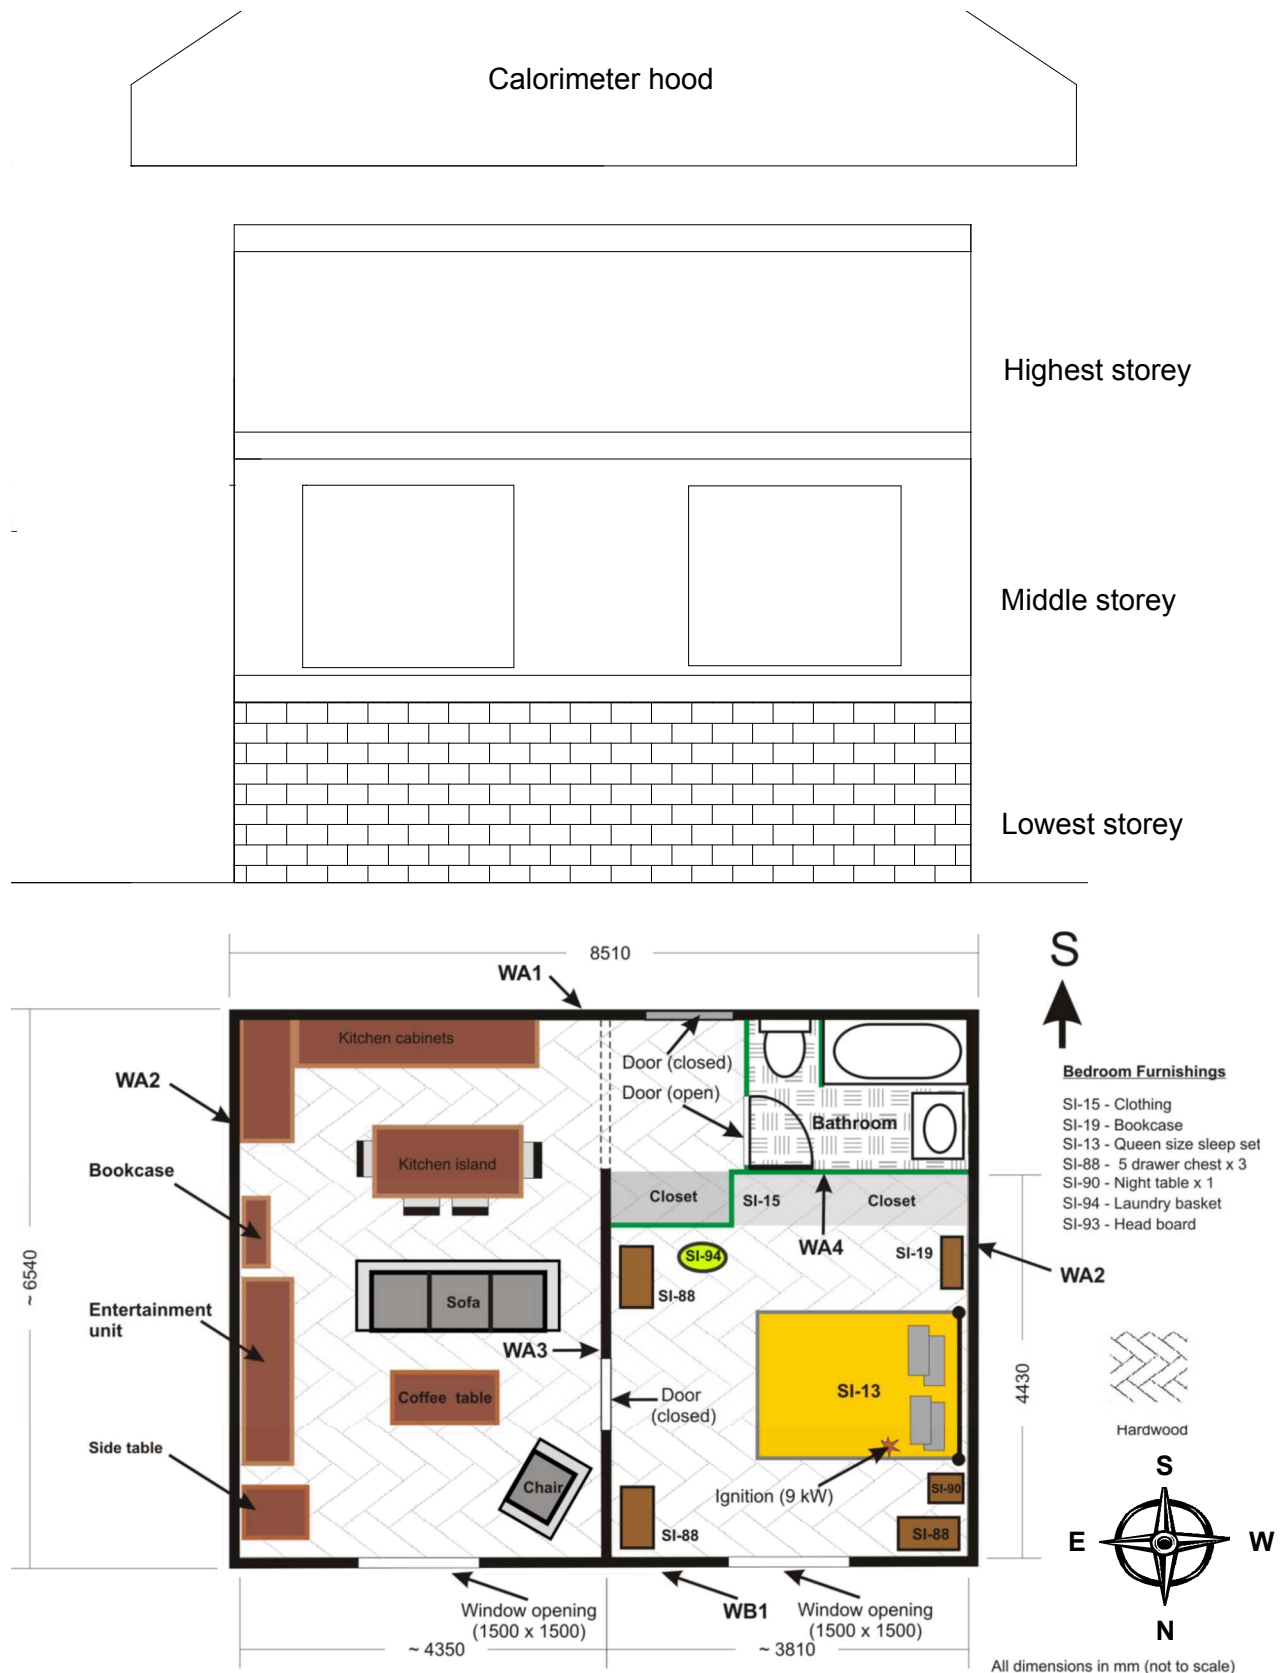 Calorimeter hood
Highest storey
Middle storey
Lowest storey
8510
S
WA1
Kitchen cabinets
Door (closed)
Door (open)
WA2
Bathroom
Bedroom Furnishings
SI-15 - Clothing
SI-19 - Bookcase
SI-13 - Queen size sleep set
SI-88 - 5 drawer chest x 3
SI-90 - Night table x 1
SI-94 - Laundry basket
SI-93 - Head board
Bookcase
Kitchen island
Closet
SI-15
Closet
~ 6540
SI-94
WA4
SI-19
WA2
SI-88
Entertainment
unit
Sofa
WA3
SI-13
4430
Coffee table
Door
(closed)
Hardwood
Side table
Chair
Ignition (9 kW)
SI-90
SI-88
SI-88
S
E
W
N
Window opening
(1500 x 1500)
WB1
Window opening
(1500 x 1500)
~ 4350
~ 3810
All dimensions in mm (not to scale)